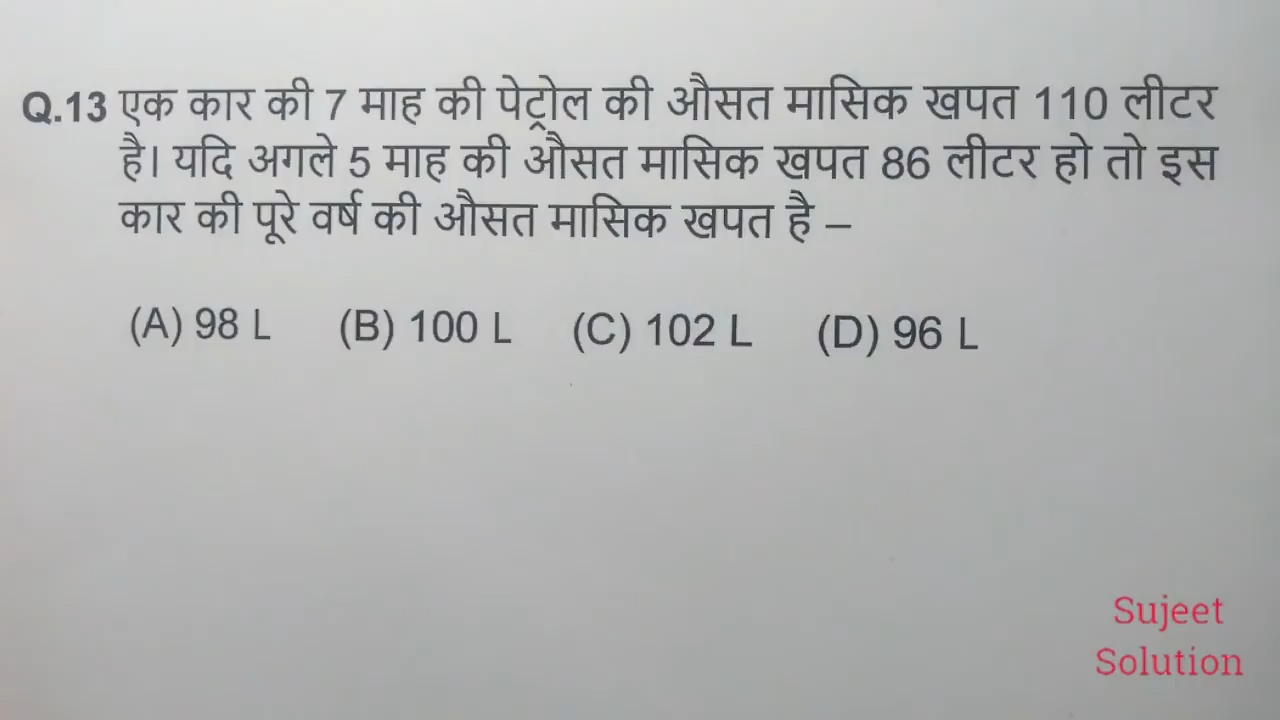 Q.13 एक कार की 7 माह की पेट्रोल की औसत मासिक खपत 110 लीटर
है। यदि अगले 5 माह की औसत मासिक खपत 86 लीटर हो तो इस
कार की पूरे वर्ष की औसत मासिक खपत है –
(A) 98 L (B) 100 L (C) 102 L (D) 96 L
Sujeet
Solution